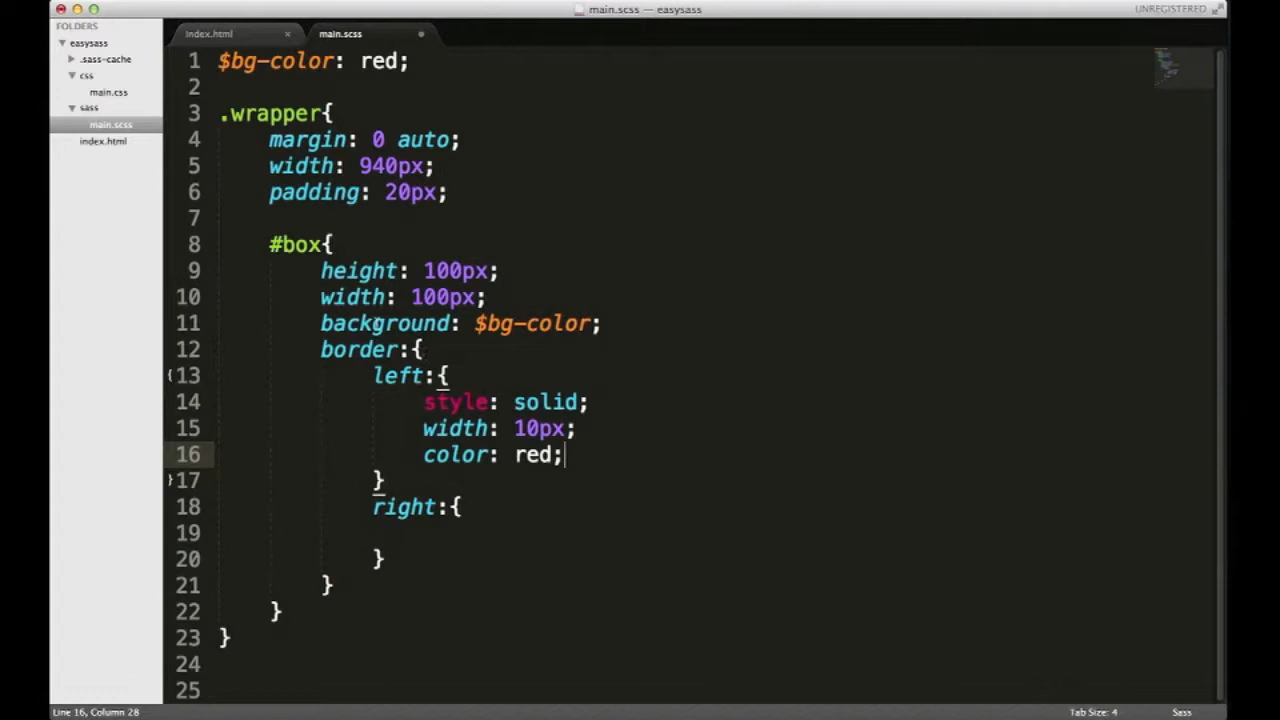 main.scss — easysass
UNREGISTERED
FOLDERS
easysass
.sass-cache
css
main.css
sass
main.scss
index.html
index.html ×
main.scss
1 $bg-color: red;
2
3 .wrapper{
4 margin: 0 auto;
5 width: 940px;
6 padding: 20px;
7
8 #box{
9 height: 100px;
10 width: 100px;
11 background: $bg-color;
12 border:{
13 left:{
14 style: solid;
15 width: 10px;
16 color: red;
17 }
18 right:{
19
20 }
21 }
22 }
23 }
24
25
Line 16, Column 28
Tab Size: 4
Sass